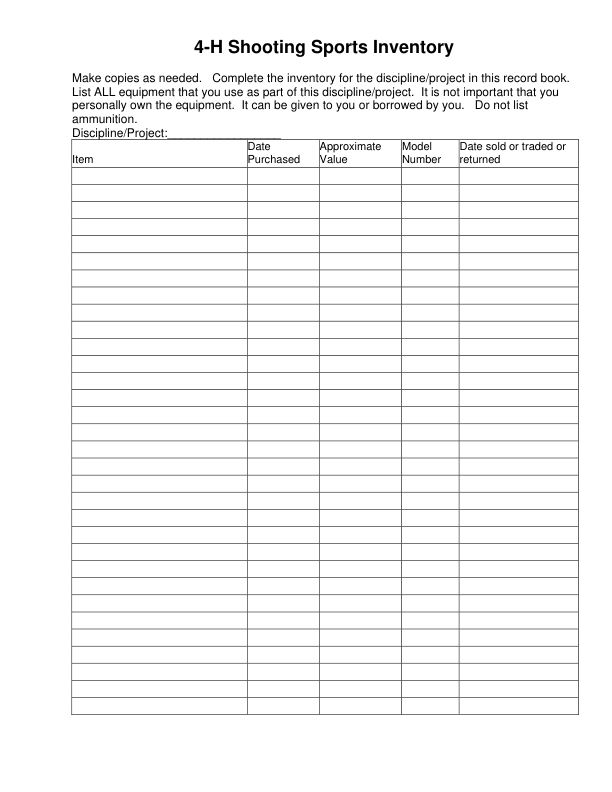 4-H Shooting Sports Inventory
Make copies as needed.   Complete the inventory for the discipline/project in this record book.
List ALL equipment that you use as part of this discipline/project.  It is not important that you
personally own the equipment.  It can be given to you or borrowed by you.   Do not list
ammunition.
Discipline/Project:_________________
Item
Date
Purchased
Approximate
Value
Model
Number
Date sold or traded or
returned